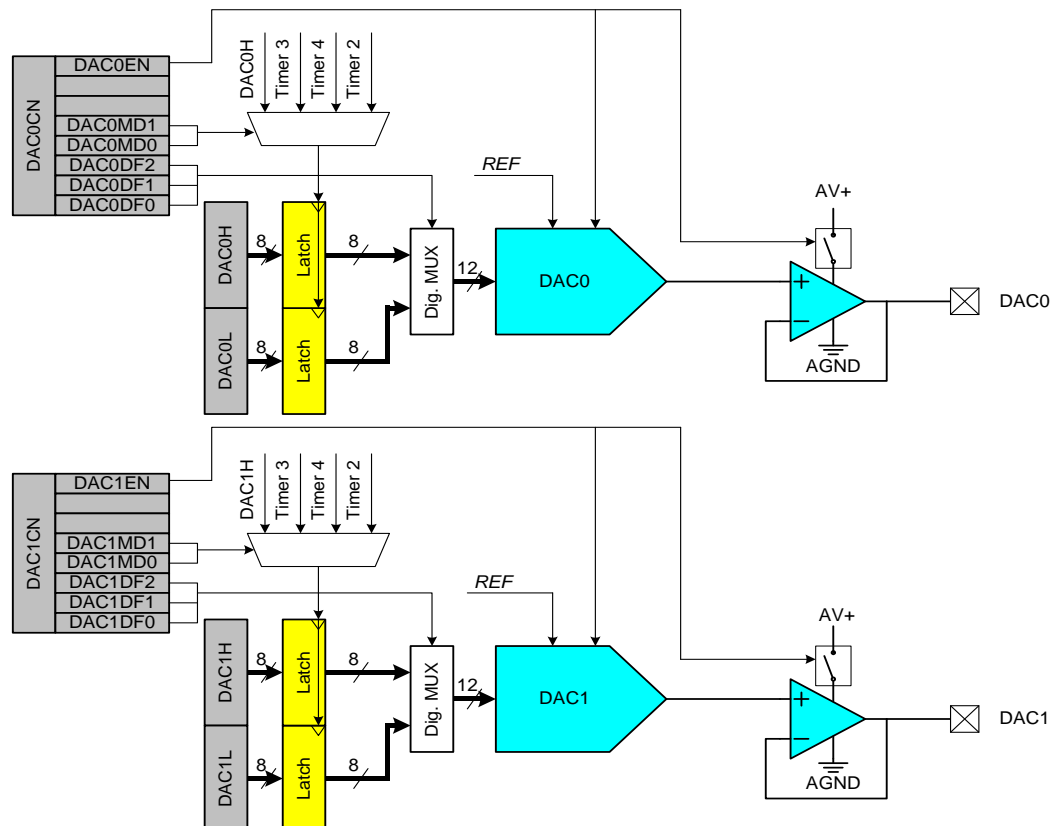 DAC0CN
DAC0EN
DAC0MD1
DAC0MD0
DAC0DF2
DAC0DF1
DAC0DF0
DAC0H
Timer 3
Timer 4
Timer 2
DAC0H
8
Latch
8
DAC0L
8
Latch
8
Dig. MUX
12
REF
DAC0
AV+
+
−
AGND
DAC0
DAC1CN
DAC1EN
DAC1MD1
DAC1MD0
DAC1DF2
DAC1DF1
DAC1DF0
DAC1H
Timer 3
Timer 4
Timer 2
DAC1H
8
Latch
8
DAC1L
8
Latch
8
Dig. MUX
12
REF
DAC1
AV+
+
−
AGND
DAC1